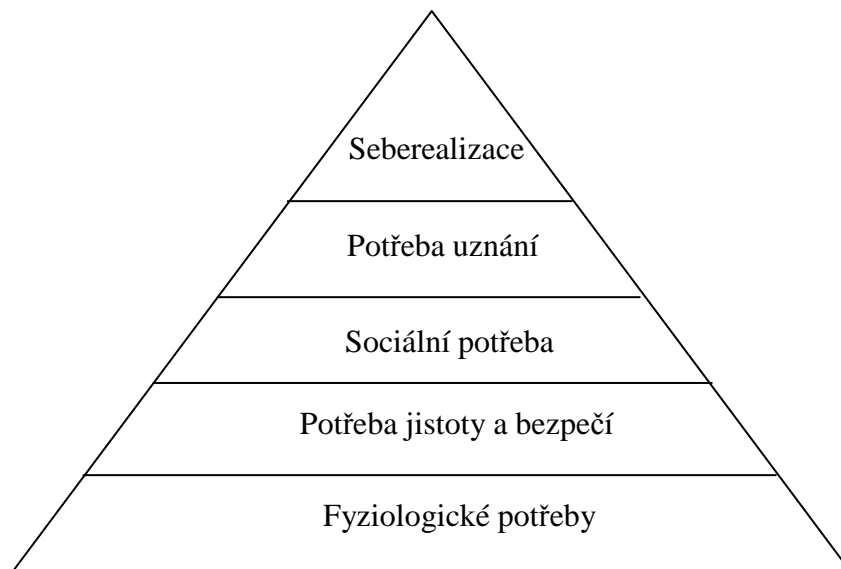 Seberealizace
Potřeba uznání
Sociální potřeba
Potřeba jistoty a bezpečí
Fyziologické potřeby